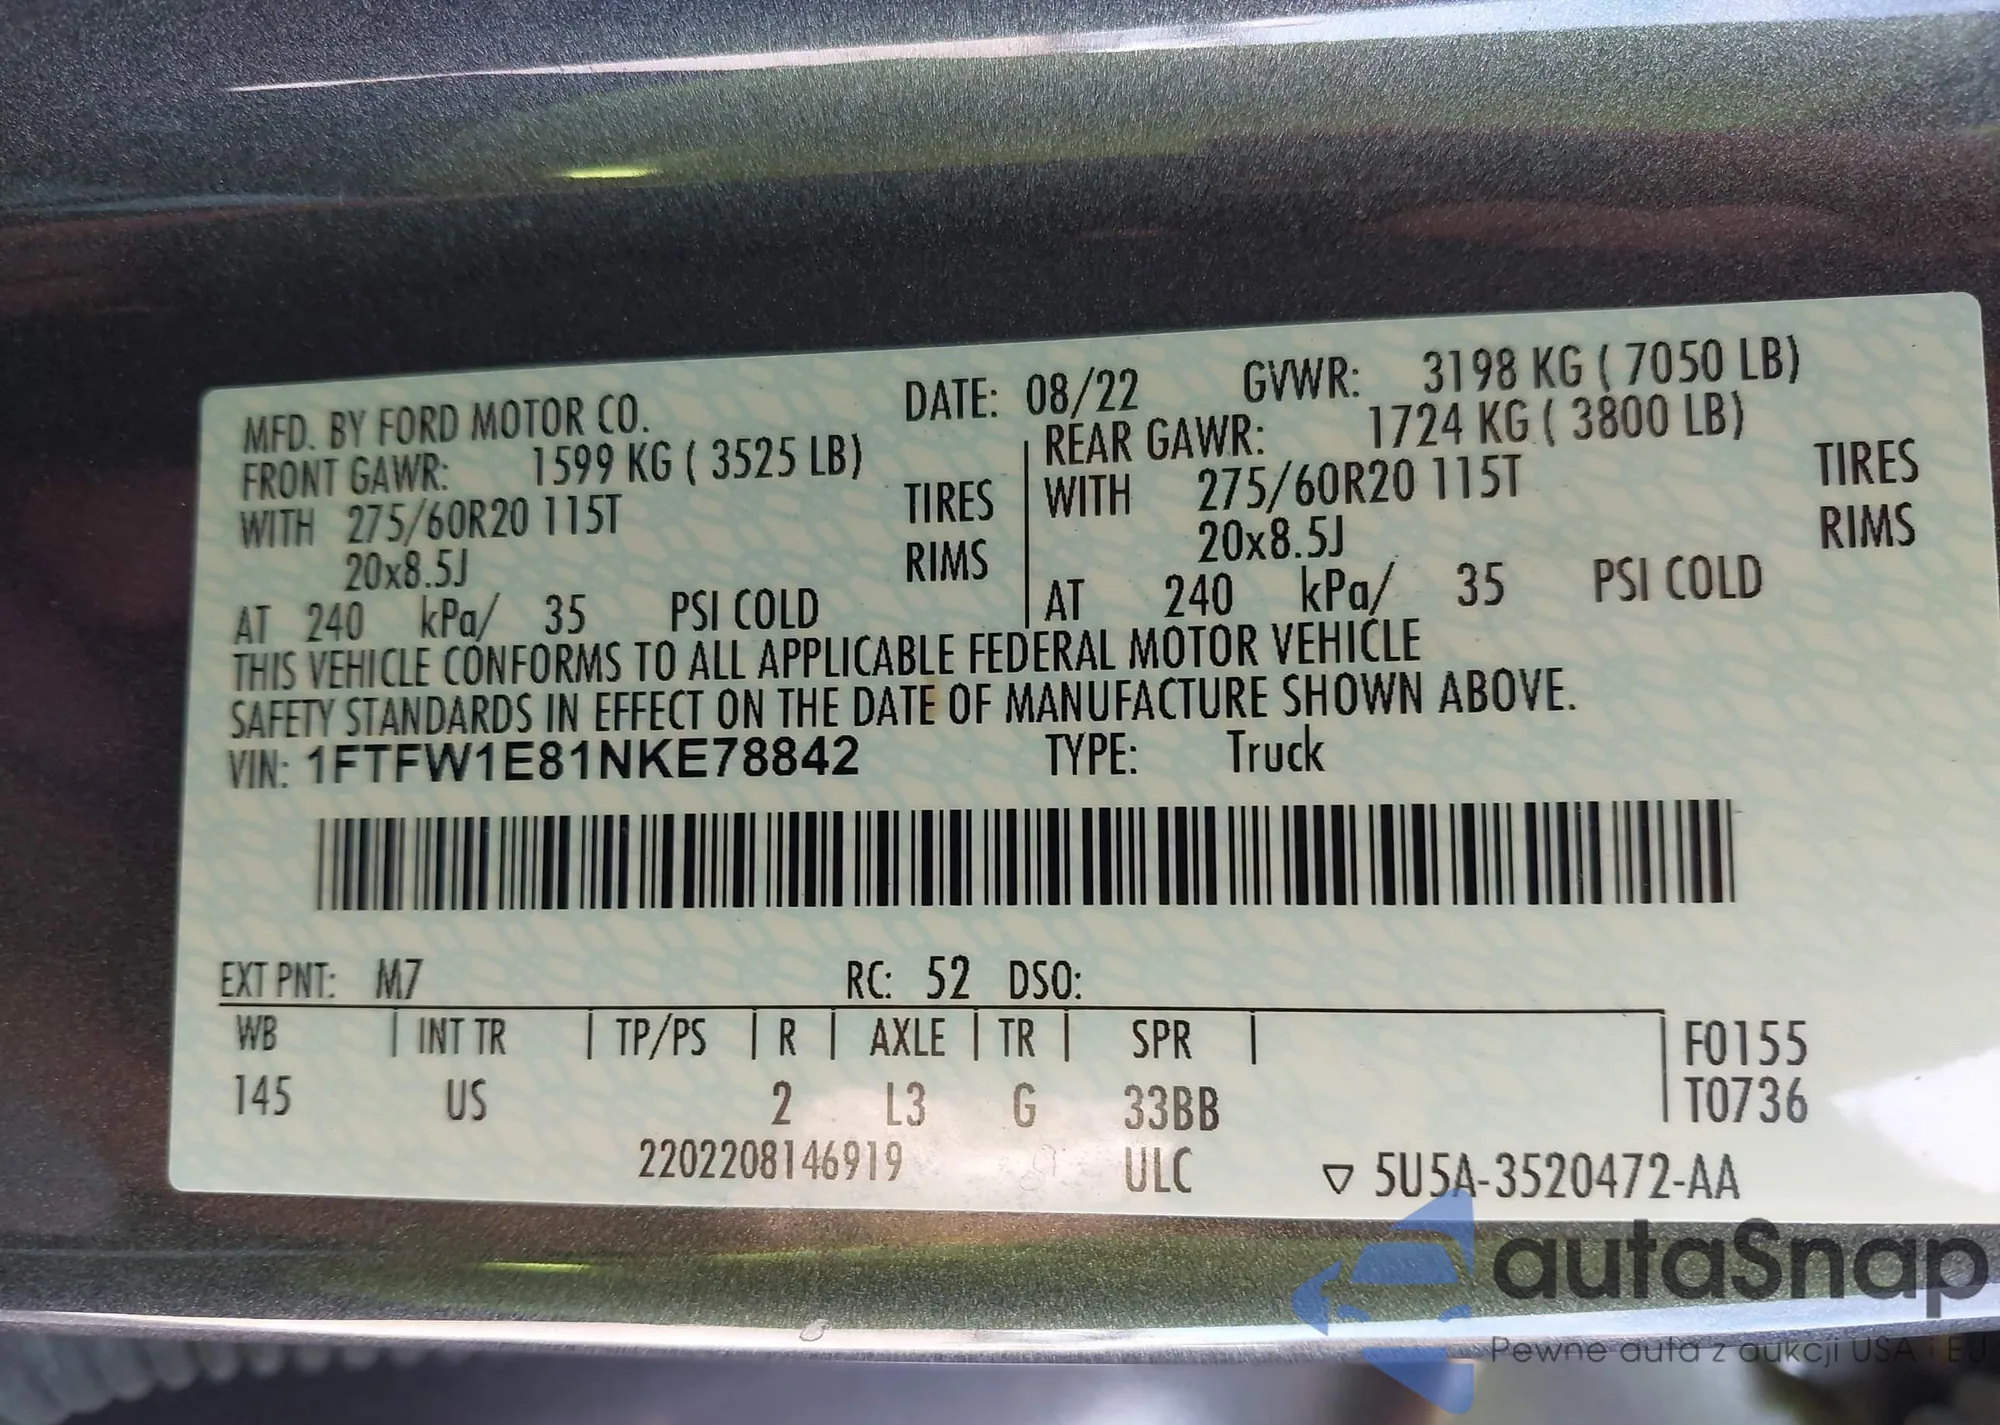 MFD. BY FORD MOTOR CO. DATE: 08/22 GVWR: 3198 KG ( 7050 LB)
FRONT GAWR: 1599 KG ( 3525 LB) REAR GAWR: 1724 KG ( 3800 LB)
WITH 275/60R20 115T TIRES WITH 275/60R20 115T TIRES
20x8.5J RIMS 20x8.5J RIMS
AT 240 kPa/ 35 PSI COLD AT 240 kPa/ 35 PSI COLD
THIS VEHICLE CONFORMS TO ALL APPLICABLE FEDERAL MOTOR VEHICLE
SAFETY STANDARDS IN EFFECT ON THE DATE OF MANUFACTURE SHOWN ABOVE.
VIN: 1FTFW1E81NKE78842 TYPE: Truck
EXT PNT: M7 RC: 52 DSO:
WB INT TR TP/PS R AXLE TR SPR F0155
145 US 2 L3 G 33BB T0736
2202208146919 ULC ▽ 5U5A-3520472-AA
autaSnap
Pewne auta z aukcji USA i EU